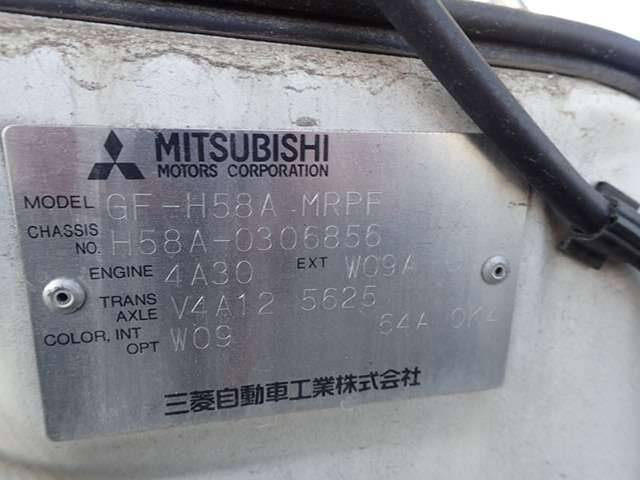 MITSUBISHI
MOTORS CORPORATION
MODEL GF-H58A MRPF
CHASSIS NO. H58A-0306856
ENGINE 4A30 EXT W09A
TRANS AXLE V4A12 5625
COLOR, INT OPT W09 64A
三菱自動車工業株式会社